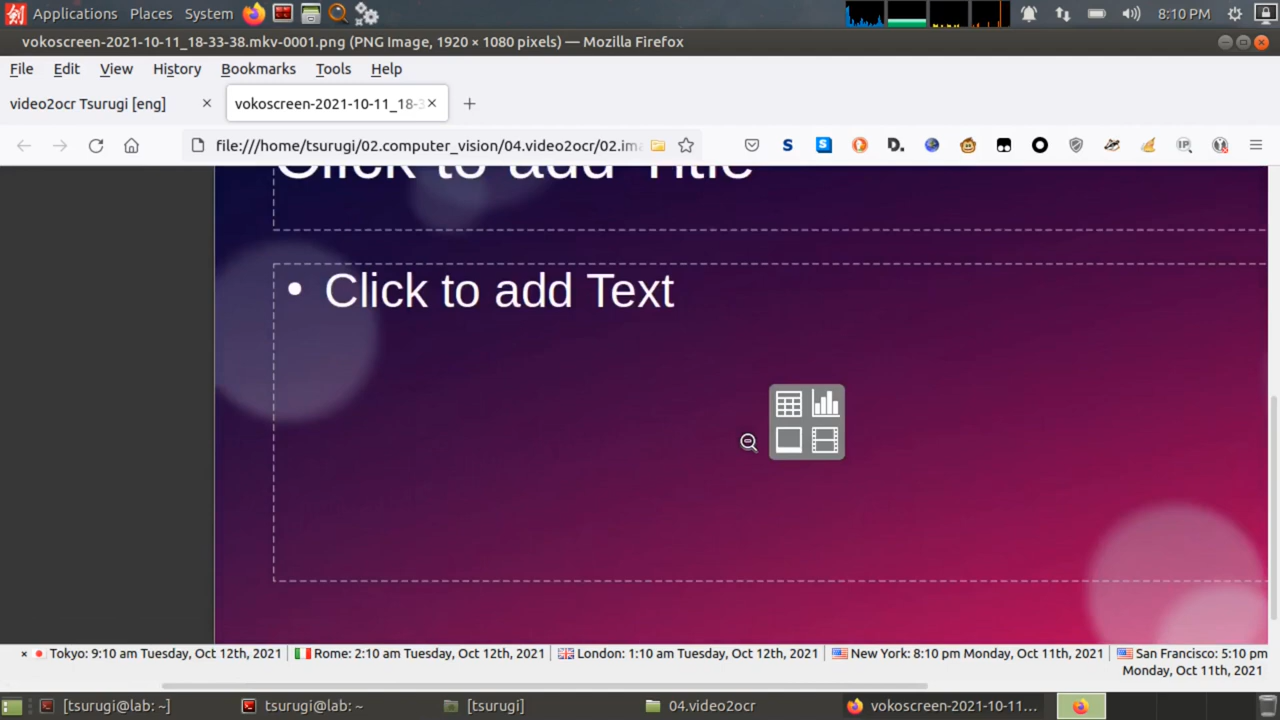 Applications Places System 8:10 PM
vokoscreen-2021-10-11_18-33-38.mkv-0001.png (PNG Image, 1920 × 1080 pixels) — Mozilla Firefox
File Edit View History Bookmarks Tools Help
video2ocr Tsurugi [eng] × vokoscreen-2021-10-11_18-3 × +
file:///home/tsurugi/02.computer_vision/04.video2ocr/02.ima S S D. IP
Click to add Title
• Click to add Text
× Tokyo: 9:10 am Tuesday, Oct 12th, 2021 Rome: 2:10 am Tuesday, Oct 12th, 2021 London: 1:10 am Tuesday, Oct 12th, 2021 New York: 8:10 pm Monday, Oct 11th, 2021 San Francisco: 5:10 pm
Monday, Oct 11th, 2021
[tsurugi@lab: ~] tsurugi@lab: ~ [tsurugi] 04.video2ocr vokoscreen-2021-10-11...